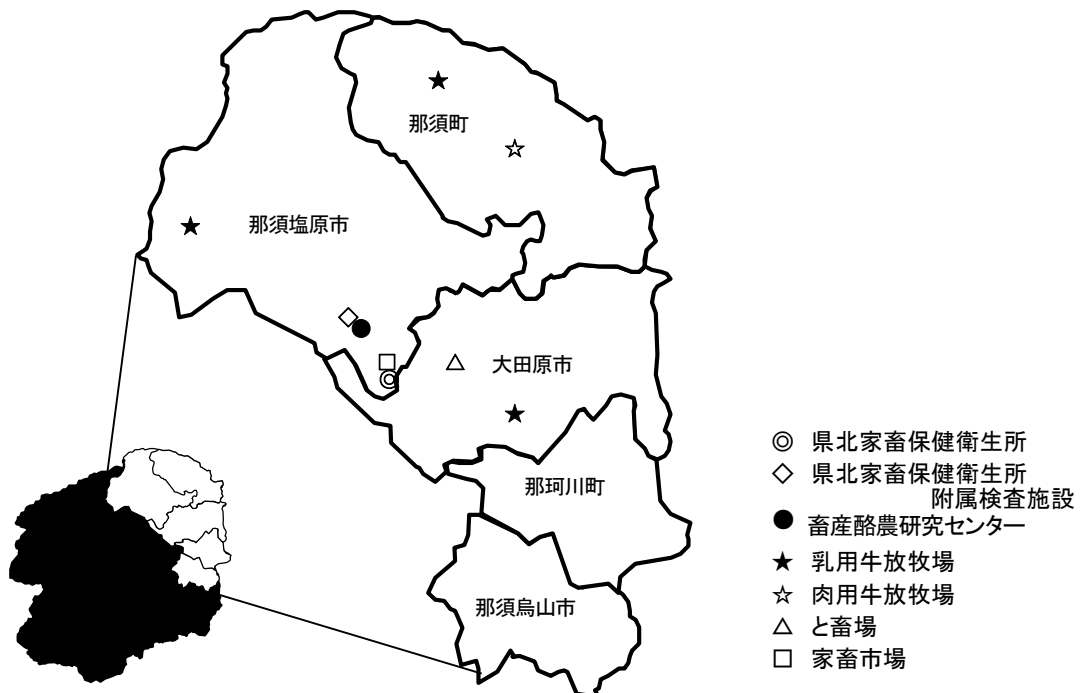 那須町
那須塩原市
大田原市
那珂川町
那須烏山市
◎ 県北家畜保健衛生所
◇ 県北家畜保健衛生所
附属検査施設
● 畜産酪農研究センター
★ 乳用牛放牧場
☆ 肉用牛放牧場
△ と畜場
□ 家畜市場